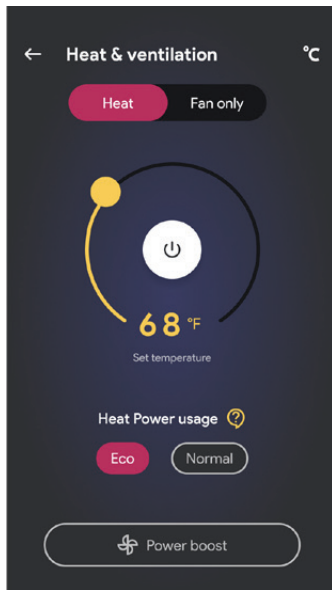 Heat & ventilation °C
Heat Fan only
68 °F
Set temperature
Heat Power usage ?
Eco Normal
Power boost